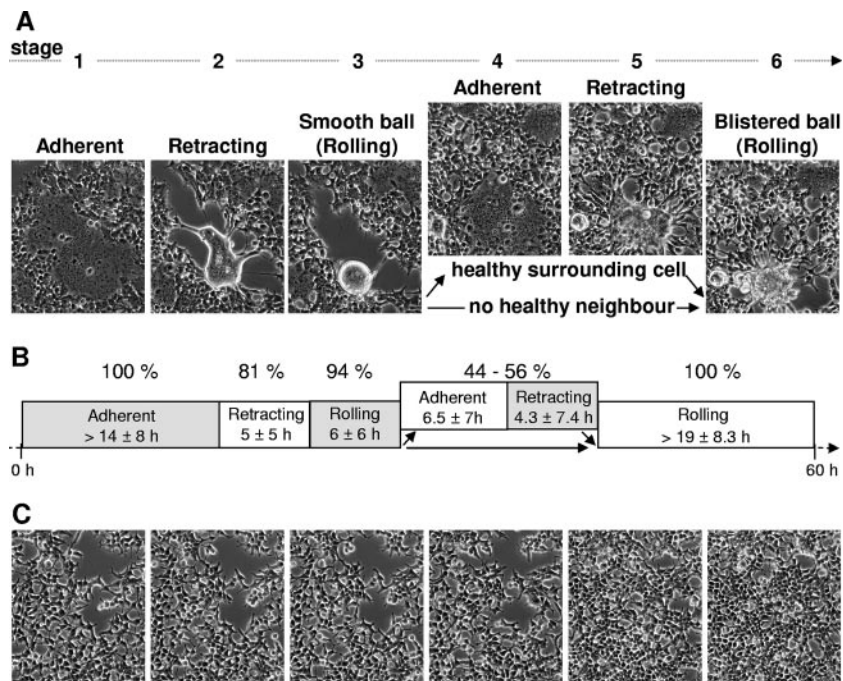 A
stage
1 2 3 4 5 6
Adherent Retracting
Smooth ball Blistered ball
Adherent Retracting (Rolling) (Rolling)
healthy surrounding cell
no healthy neighbour
B
100 % 81 % 94 % 44 - 56 % 100 %
Adherent Retracting
6.5 ± 7h 4.3 ± 7.4 h
Adherent Retracting Rolling Rolling
> 14 ± 8 h 5 ± 5 h 6 ± 6 h > 19 ± 8.3 h
0 h 60 h
C